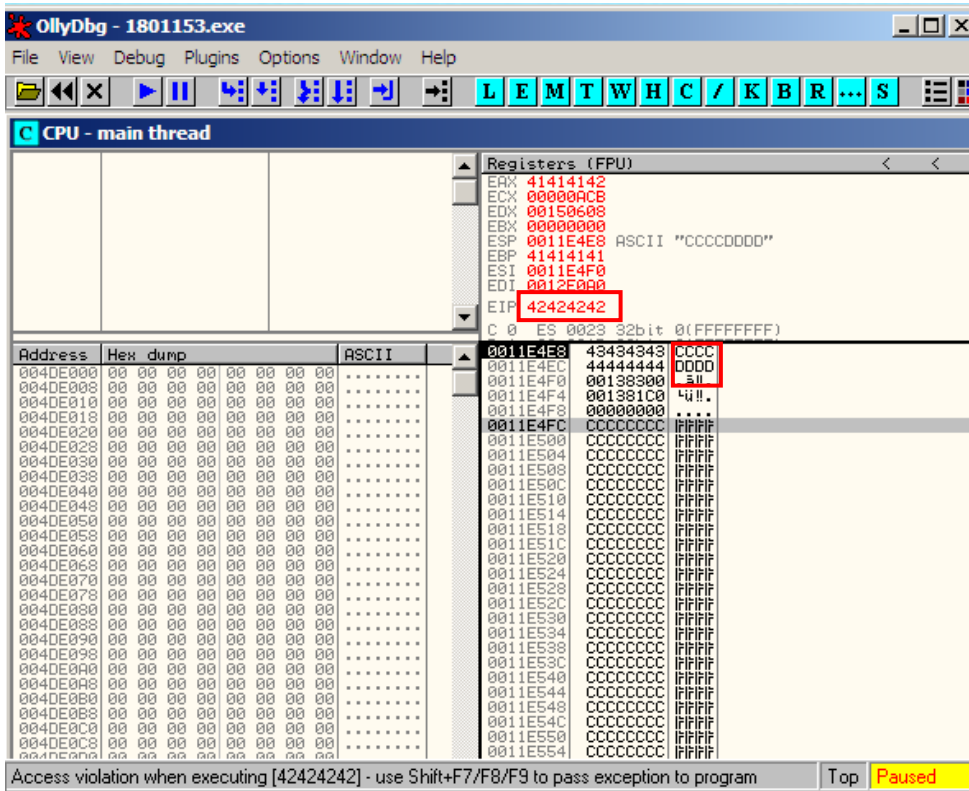 OllyDbg - 1801153.exe
File View Debug Plugins Options Window Help
L E M T W H C / K B R ... S
C CPU - main thread
Registers (FPU) < <
EAX 41414142
ECX 00000ACB
EDX 00150608
EBX 00000000
ESP 0011E4E8 ASCII "CCCCDDDD"
EBP 41414141
ESI 0011E4F0
EDI 0012E0A0
EIP 42424242
C 0 ES 0023 32bit 0(FFFFFFFF)
Address Hex dump ASCII
004DE000 00 00 00 00 00 00 00 00 ........
004DE008 00 00 00 00 00 00 00 00 ........
004DE010 00 00 00 00 00 00 00 00 ........
004DE018 00 00 00 00 00 00 00 00 ........
004DE020 00 00 00 00 00 00 00 00 ........
004DE028 00 00 00 00 00 00 00 00 ........
004DE030 00 00 00 00 00 00 00 00 ........
004DE038 00 00 00 00 00 00 00 00 ........
004DE040 00 00 00 00 00 00 00 00 ........
004DE048 00 00 00 00 00 00 00 00 ........
004DE050 00 00 00 00 00 00 00 00 ........
004DE058 00 00 00 00 00 00 00 00 ........
004DE060 00 00 00 00 00 00 00 00 ........
004DE068 00 00 00 00 00 00 00 00 ........
004DE070 00 00 00 00 00 00 00 00 ........
004DE078 00 00 00 00 00 00 00 00 ........
004DE080 00 00 00 00 00 00 00 00 ........
004DE088 00 00 00 00 00 00 00 00 ........
004DE090 00 00 00 00 00 00 00 00 ........
004DE098 00 00 00 00 00 00 00 00 ........
004DE0A0 00 00 00 00 00 00 00 00 ........
004DE0A8 00 00 00 00 00 00 00 00 ........
004DE0B0 00 00 00 00 00 00 00 00 ........
004DE0B8 00 00 00 00 00 00 00 00 ........
004DE0C0 00 00 00 00 00 00 00 00 ........
004DE0C8 00 00 00 00 00 00 00 00 ........
0011E4E8 43434343 CCCC
0011E4EC 44444444 DDDD
0011E4F0 00138300 .â‼.
0011E4F4 001381C0 └ü‼.
0011E4F8 00000000 ....
0011E4FC CCCCCCCC ╠╠╠╠
0011E500 CCCCCCCC ╠╠╠╠
0011E504 CCCCCCCC ╠╠╠╠
0011E508 CCCCCCCC ╠╠╠╠
0011E50C CCCCCCCC ╠╠╠╠
0011E510 CCCCCCCC ╠╠╠╠
0011E514 CCCCCCCC ╠╠╠╠
0011E518 CCCCCCCC ╠╠╠╠
0011E51C CCCCCCCC ╠╠╠╠
0011E520 CCCCCCCC ╠╠╠╠
0011E524 CCCCCCCC ╠╠╠╠
0011E528 CCCCCCCC ╠╠╠╠
0011E52C CCCCCCCC ╠╠╠╠
0011E530 CCCCCCCC ╠╠╠╠
0011E534 CCCCCCCC ╠╠╠╠
0011E538 CCCCCCCC ╠╠╠╠
0011E53C CCCCCCCC ╠╠╠╠
0011E540 CCCCCCCC ╠╠╠╠
0011E544 CCCCCCCC ╠╠╠╠
0011E548 CCCCCCCC ╠╠╠╠
0011E54C CCCCCCCC ╠╠╠╠
0011E550 CCCCCCCC ╠╠╠╠
0011E554 CCCCCCCC ╠╠╠╠
Access violation when executing [42424242] - use Shift+F7/F8/F9 to pass exception to program Top Paused